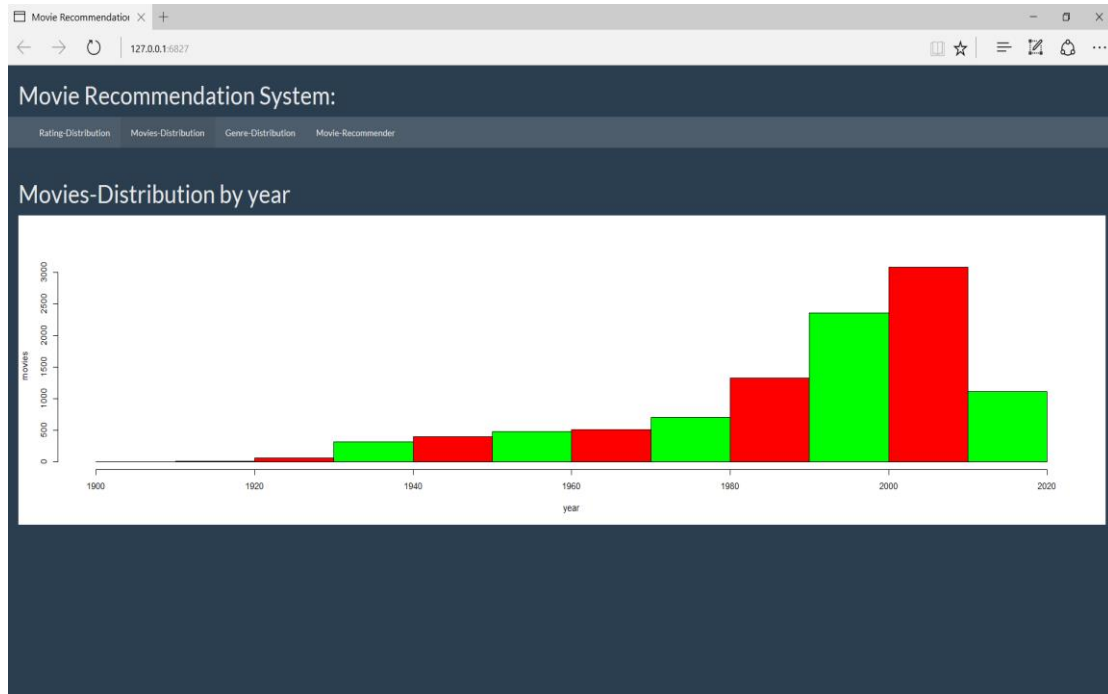 Movie Recommendation
127.0.0.1:6827
Movie Recommendation System:
Rating-Distribution Movies-Distribution Genre-Distribution Movie-Recommender
Movies-Distribution by year
3000
2500
2000
1500
1000
500
0
movies
1900 1920 1940 1960 1980 2000 2020
year